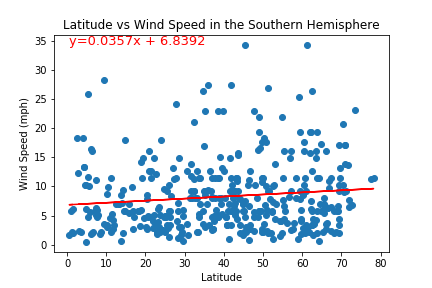 Latitude vs Wind Speed in the Southern Hemisphere
y=0.0357x + 6.8392
35
30
25
20
15
10
5
0
Wind Speed (mph)
0 10 20 30 40 50 60 70 80
Latitude